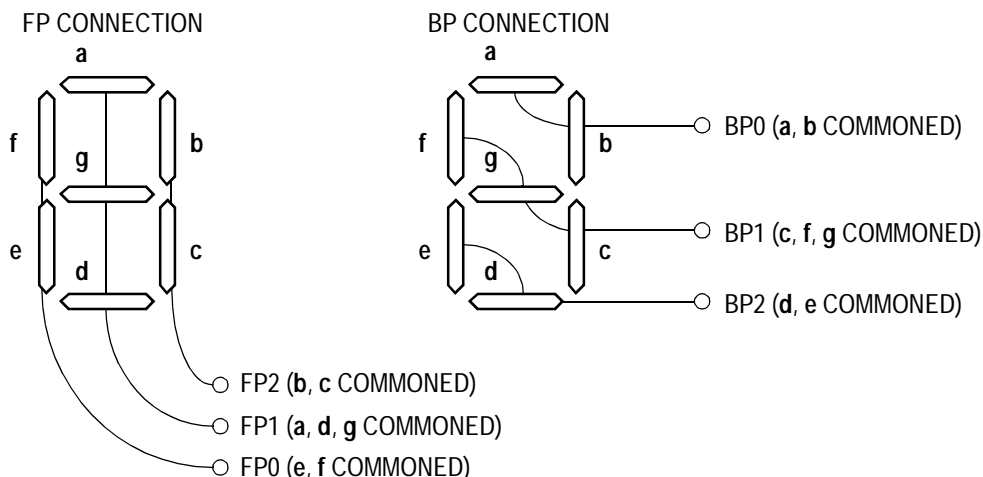 FP CONNECTION
a
f
b
g
e
c
d
FP2 (b, c COMMONED)
FP1 (a, d, g COMMONED)
FP0 (e, f COMMONED)
BP CONNECTION
a
f
b
g
e
c
d
BP0 (a, b COMMONED)
BP1 (c, f, g COMMONED)
BP2 (d, e COMMONED)